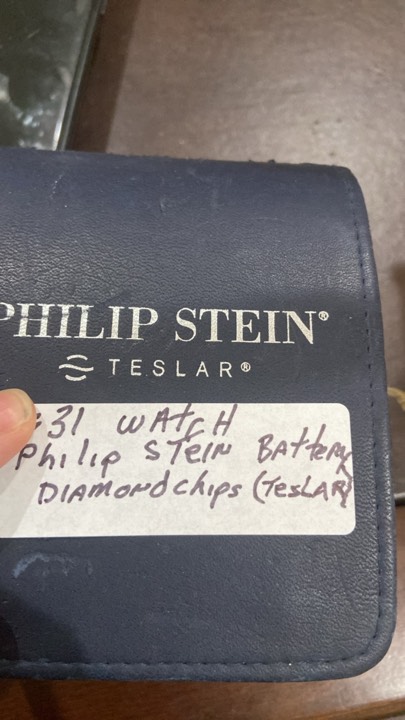 PHILIP STEIN®
TESLAR®
#31 WATCH
Philip STEIN BATTERY
DIAMOND chips (TesLAR)